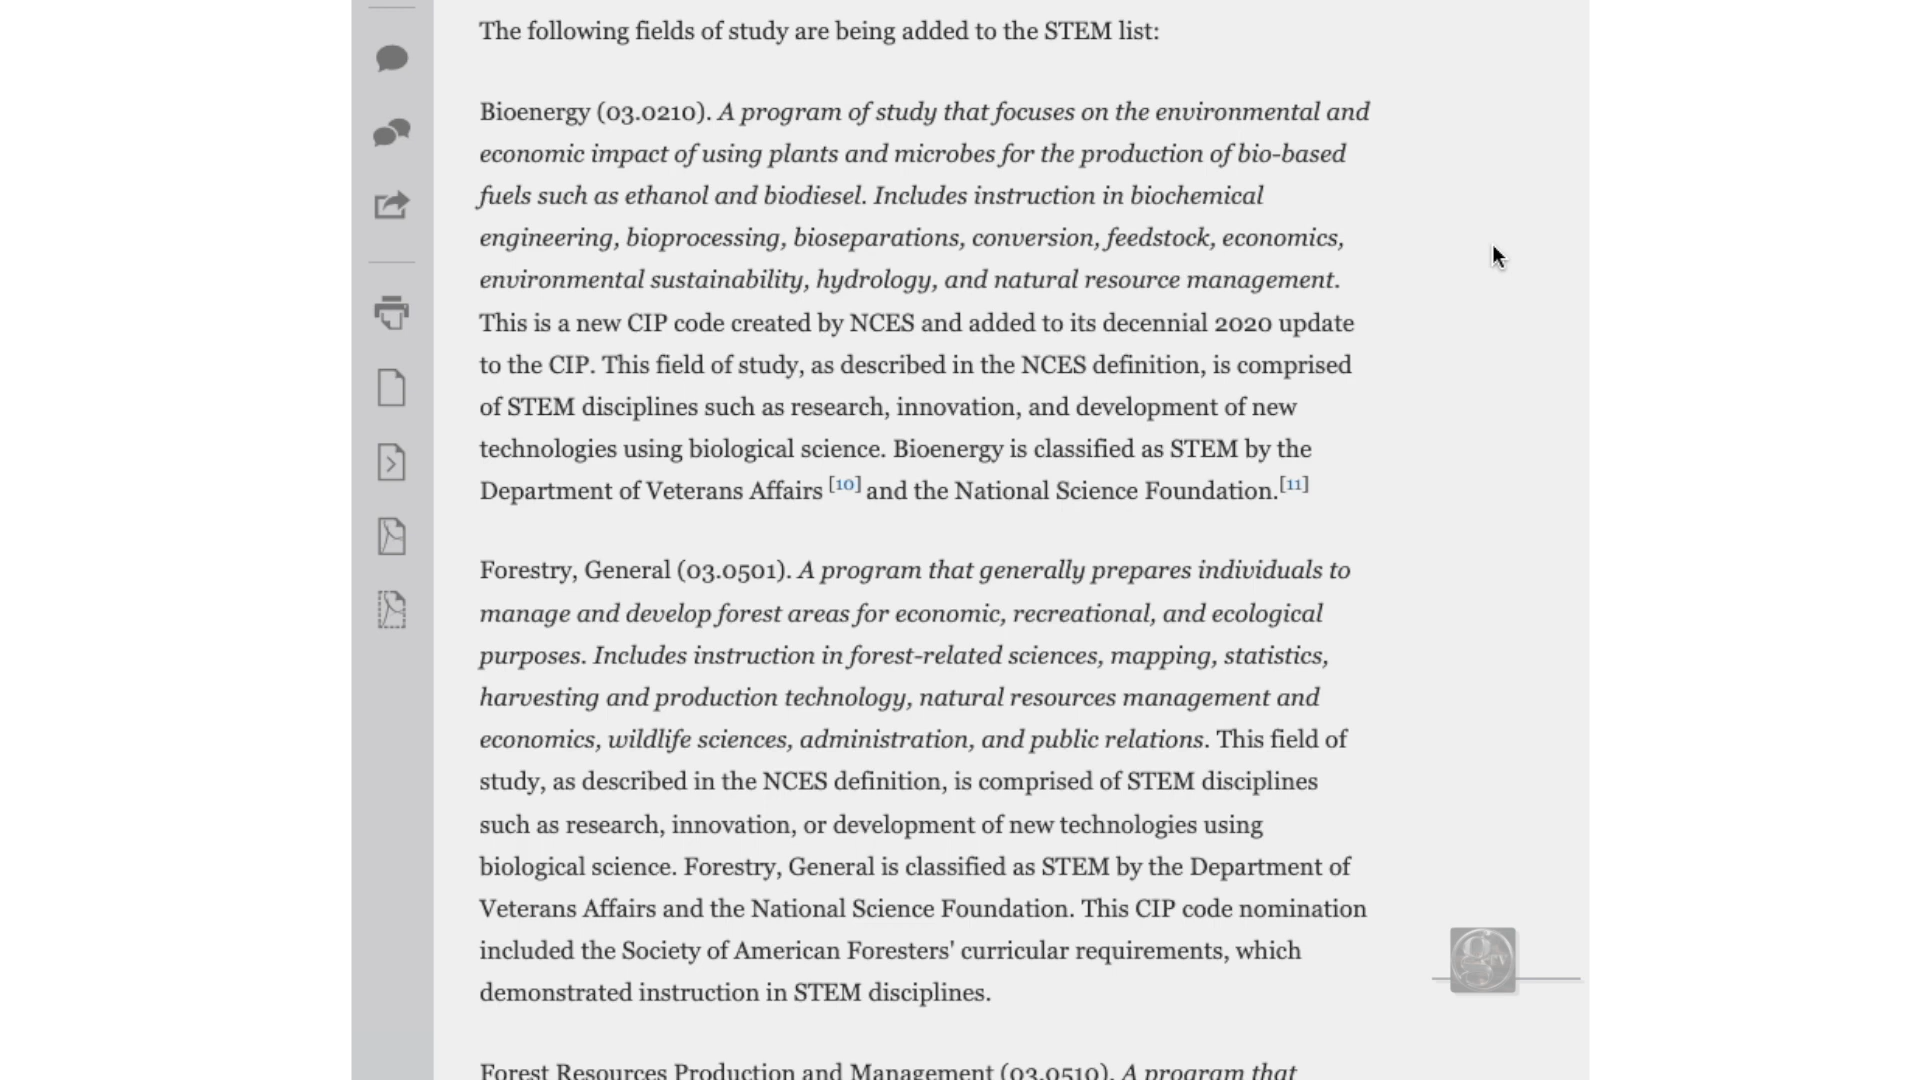 The following fields of study are being added to the STEM list:
Bioenergy (03.0210). A program of study that focuses on the environmental and
economic impact of using plants and microbes for the production of bio-based
fuels such as ethanol and biodiesel. Includes instruction in biochemical
engineering, bioprocessing, bioseparations, conversion, feedstock, economics,
environmental sustainability, hydrology, and natural resource management.
This is a new CIP code created by NCES and added to its decennial 2020 update
to the CIP. This field of study, as described in the NCES definition, is comprised
of STEM disciplines such as research, innovation, and development of new
technologies using biological science. Bioenergy is classified as STEM by the
Department of Veterans Affairs [10] and the National Science Foundation.[11]
Forestry, General (03.0501). A program that generally prepares individuals to
manage and develop forest areas for economic, recreational, and ecological
purposes. Includes instruction in forest-related sciences, mapping, statistics,
harvesting and production technology, natural resources management and
economics, wildlife sciences, administration, and public relations. This field of
study, as described in the NCES definition, is comprised of STEM disciplines
such as research, innovation, or development of new technologies using
biological science. Forestry, General is classified as STEM by the Department of
Veterans Affairs and the National Science Foundation. This CIP code nomination
included the Society of American Foresters' curricular requirements, which
demonstrated instruction in STEM disciplines.
Forest Resources Production and Management (03.0510). A program that